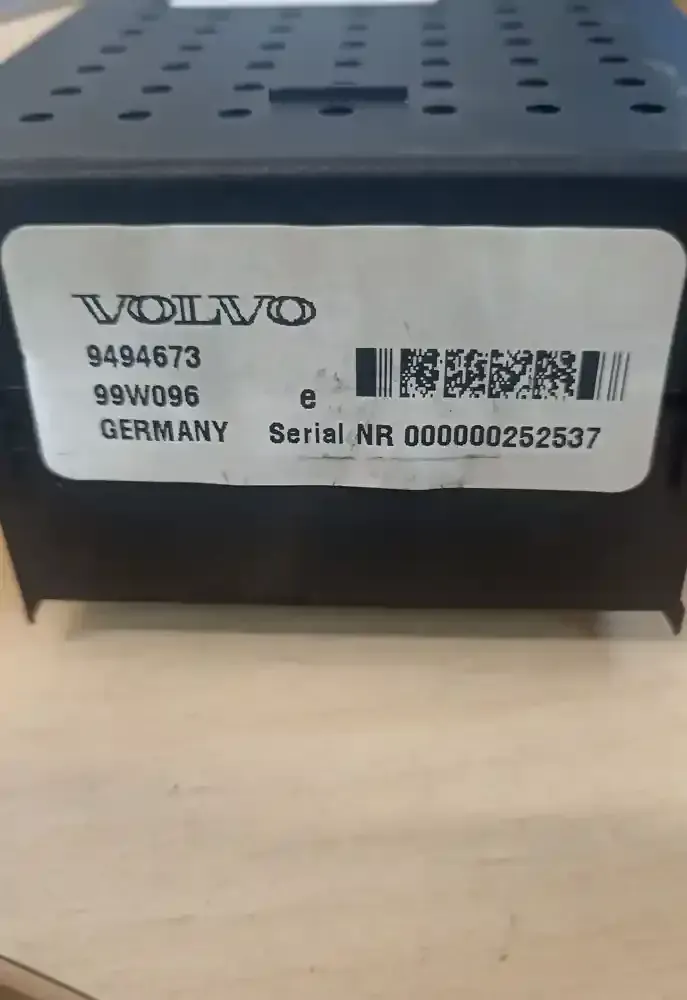 VOLVO
9494673
99W096 e
GERMANY Serial NR 000000252537